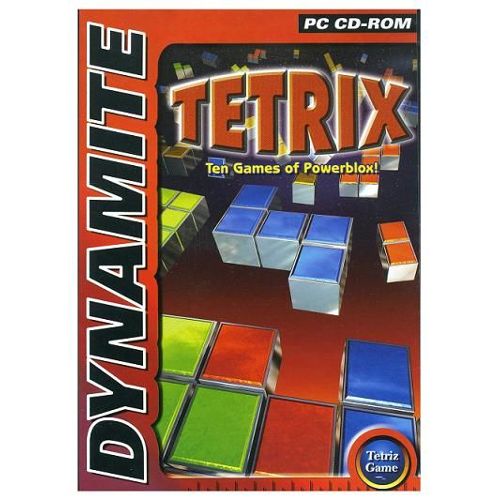 PC CD-ROM
DYNAMITE
TETRIX
Ten Games of Powerblox!
Tetriz
Game